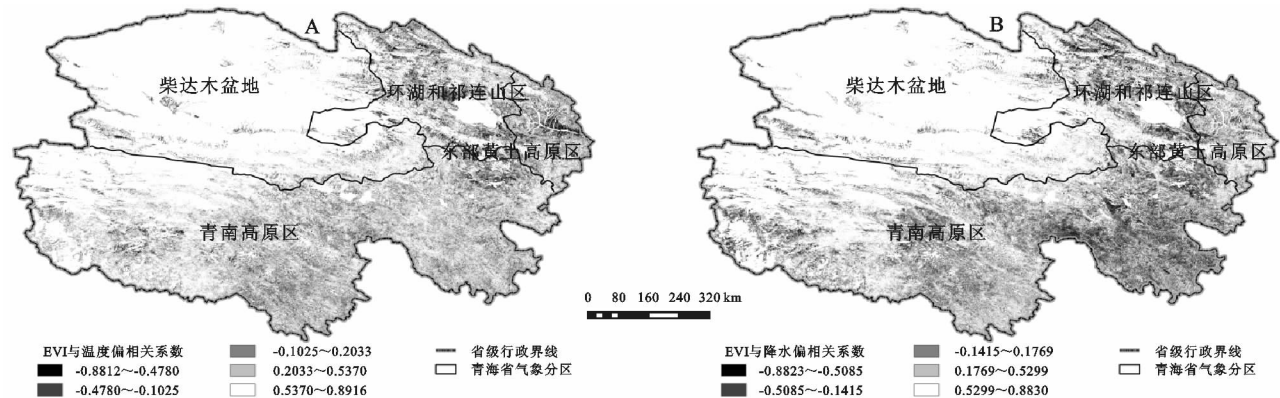 A
柴达木盆地
环湖和祁连山区
东部黄土高原区
青南高原区
B
柴达木盆地
环湖和祁连山区
东部黄土高原区
青南高原区
0 80 160 240 320 km
EVI与温度偏相关系数
-0.8812~-0.4780
-0.4780~-0.1025
-0.1025~0.2033
0.2033~0.5370
0.5370~0.8916
省级行政界线
青海省气象分区
EVI与降水偏相关系数
-0.8823~-0.5085
-0.5085~-0.1415
-0.1415~0.1769
0.1769~0.5299
0.5299~0.8830
省级行政界线
青海省气象分区